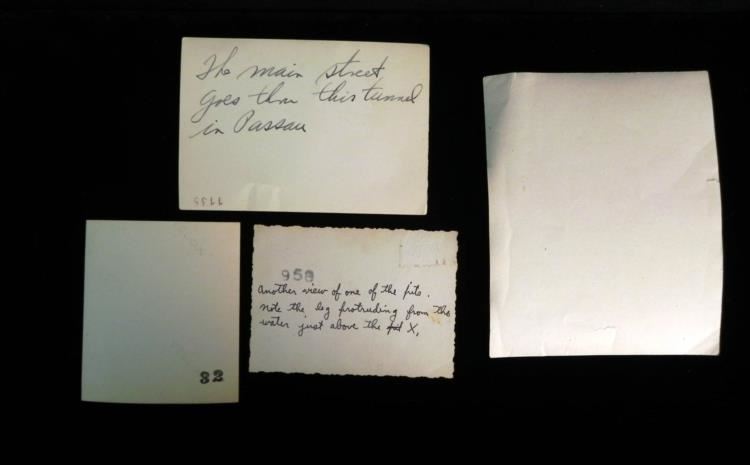 The main street
goes thru this tunnel
in Passau
1135
958
Another view of one of the pits.
Note the leg protruding from the
water just above the X,
32